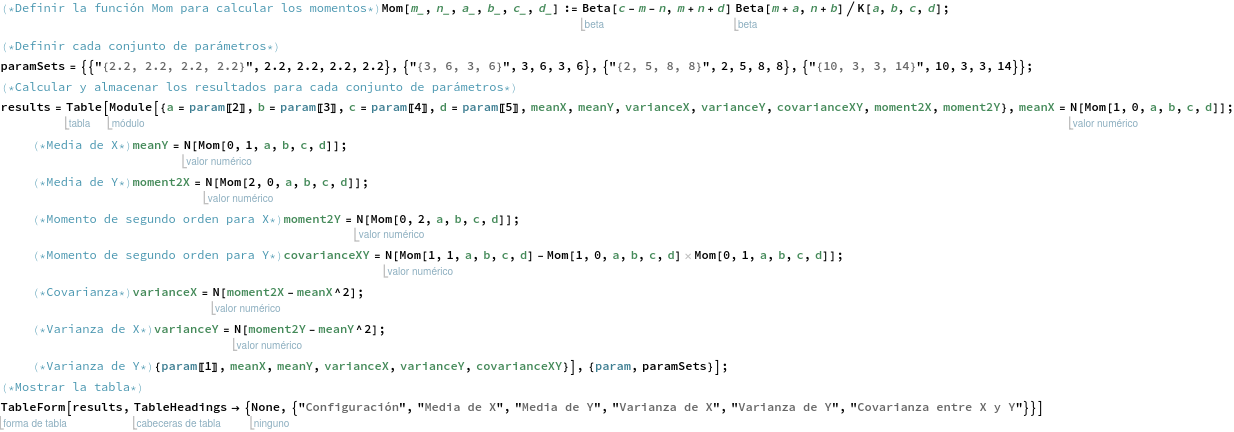 (*Definir la función Mom para calcular los momentos*)Mom[m_, n_, a_, b_, c_, d_] := Beta[c - m - n, m + n + d] Beta[m + a, n + b] / K[a, b, c, d];
beta beta
(*Definir cada conjunto de parámetros*)
paramSets = {{"{2.2, 2.2, 2.2, 2.2}", 2.2, 2.2, 2.2, 2.2}, {"{3, 6, 3, 6}", 3, 6, 3, 6}, {"{2, 5, 8, 8}", 2, 5, 8, 8}, {"{10, 3, 3, 14}", 10, 3, 3, 14}};
(*Calcular y almacenar los resultados para cada conjunto de parámetros*)
results = Table[Module[{a = param〚2〛, b = param〚3〛, c = param〚4〛, d = param〚5〛, meanX, meanY, varianceX, varianceY, covarianceXY, moment2X, moment2Y}, meanX = N[Mom[1, 0, a, b, c, d]];
tabla módulo valor numérico
(*Media de X*)meanY = N[Mom[0, 1, a, b, c, d]];
valor numérico
(*Media de Y*)moment2X = N[Mom[2, 0, a, b, c, d]];
valor numérico
(*Momento de segundo orden para X*)moment2Y = N[Mom[0, 2, a, b, c, d]];
valor numérico
(*Momento de segundo orden para Y*)covarianceXY = N[Mom[1, 1, a, b, c, d] - Mom[1, 0, a, b, c, d] × Mom[0, 1, a, b, c, d]];
valor numérico
(*Covarianza*)varianceX = N[moment2X - meanX^2];
valor numérico
(*Varianza de X*)varianceY = N[moment2Y - meanY^2];
valor numérico
(*Varianza de Y*){param〚1〛, meanX, meanY, varianceX, varianceY, covarianceXY}], {param, paramSets}];
(*Mostrar la tabla*)
TableForm[results, TableHeadings → {None, {"Configuración", "Media de X", "Media de Y", "Varianza de X", "Varianza de Y", "Covarianza entre X y Y"}}]
forma de tabla cabeceras de tabla ninguno